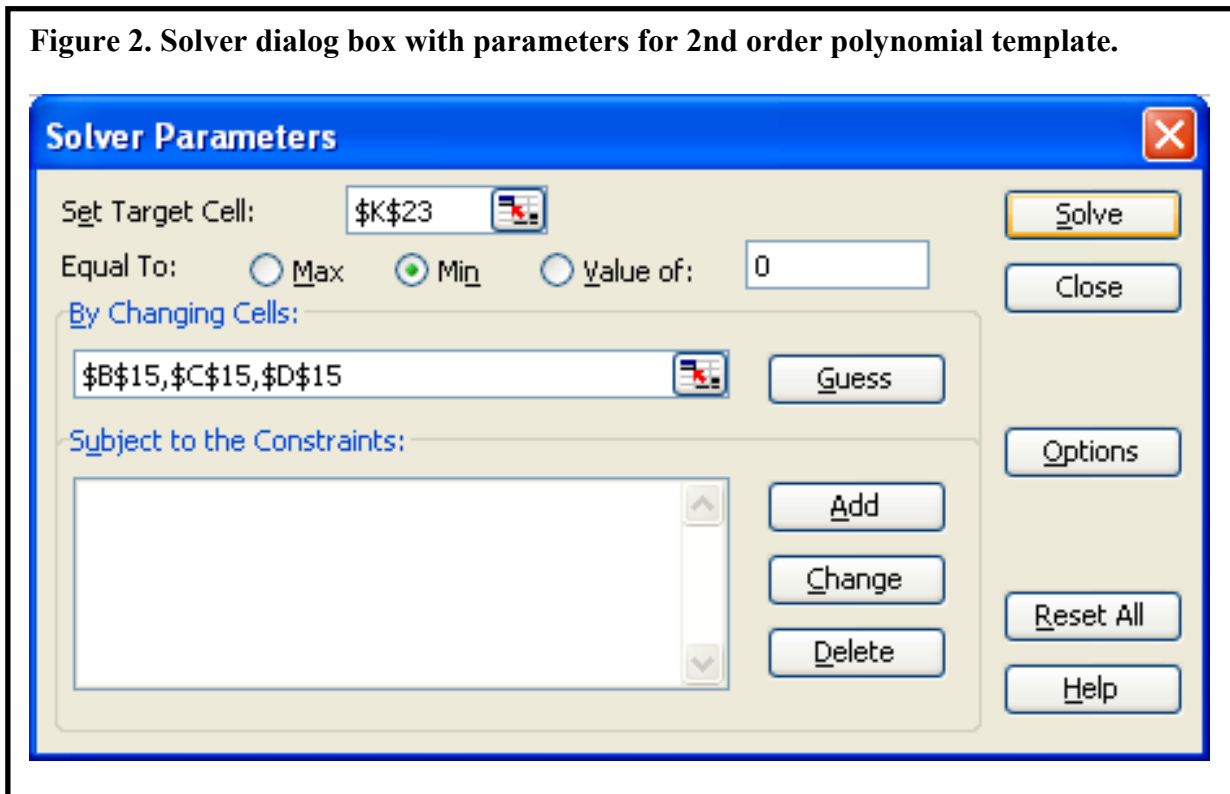 Figure 2. Solver dialog box with parameters for 2nd order polynomial template.
Solver Parameters
Set Target Cell: $K$23
Solve
Equal To: Max Min Value of: 0
Close
By Changing Cells:
$B$15,$C$15,$D$15
Guess
Subject to the Constraints:
Options
Add
Change
Reset All
Delete
Help